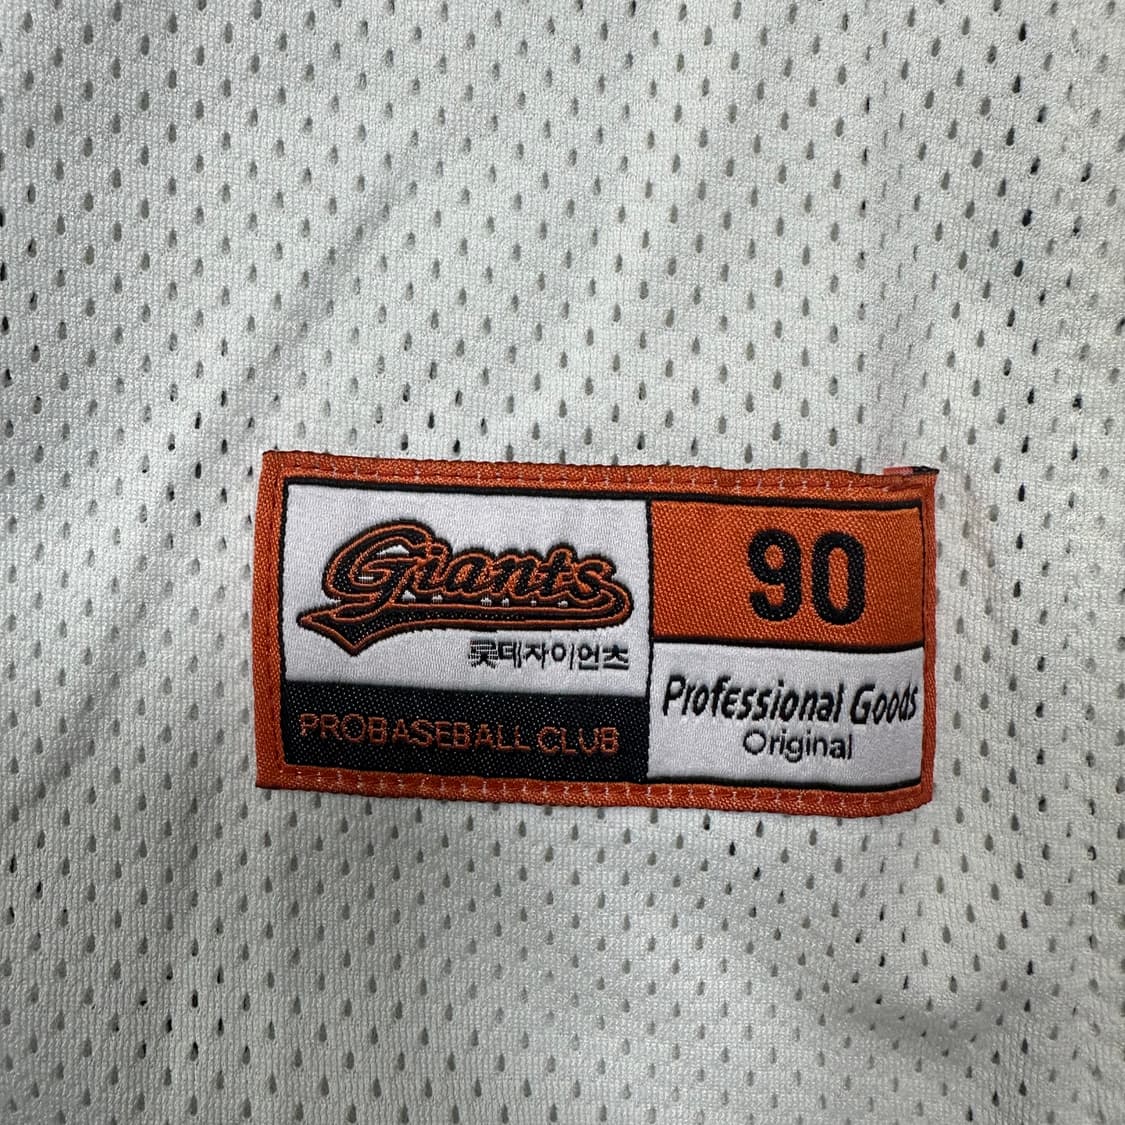 Giants
롯데자이언츠
PROBASEBALL CLUB
90
Professional Goods
Original